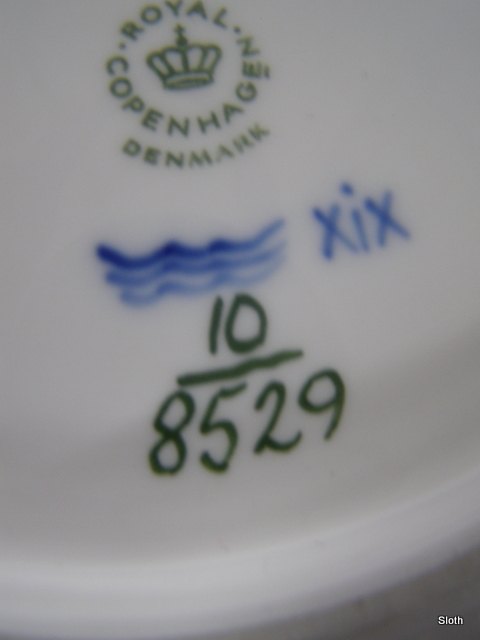 ROYAL COPENHAGEN
DENMARK
xix
10
8529
Sloth